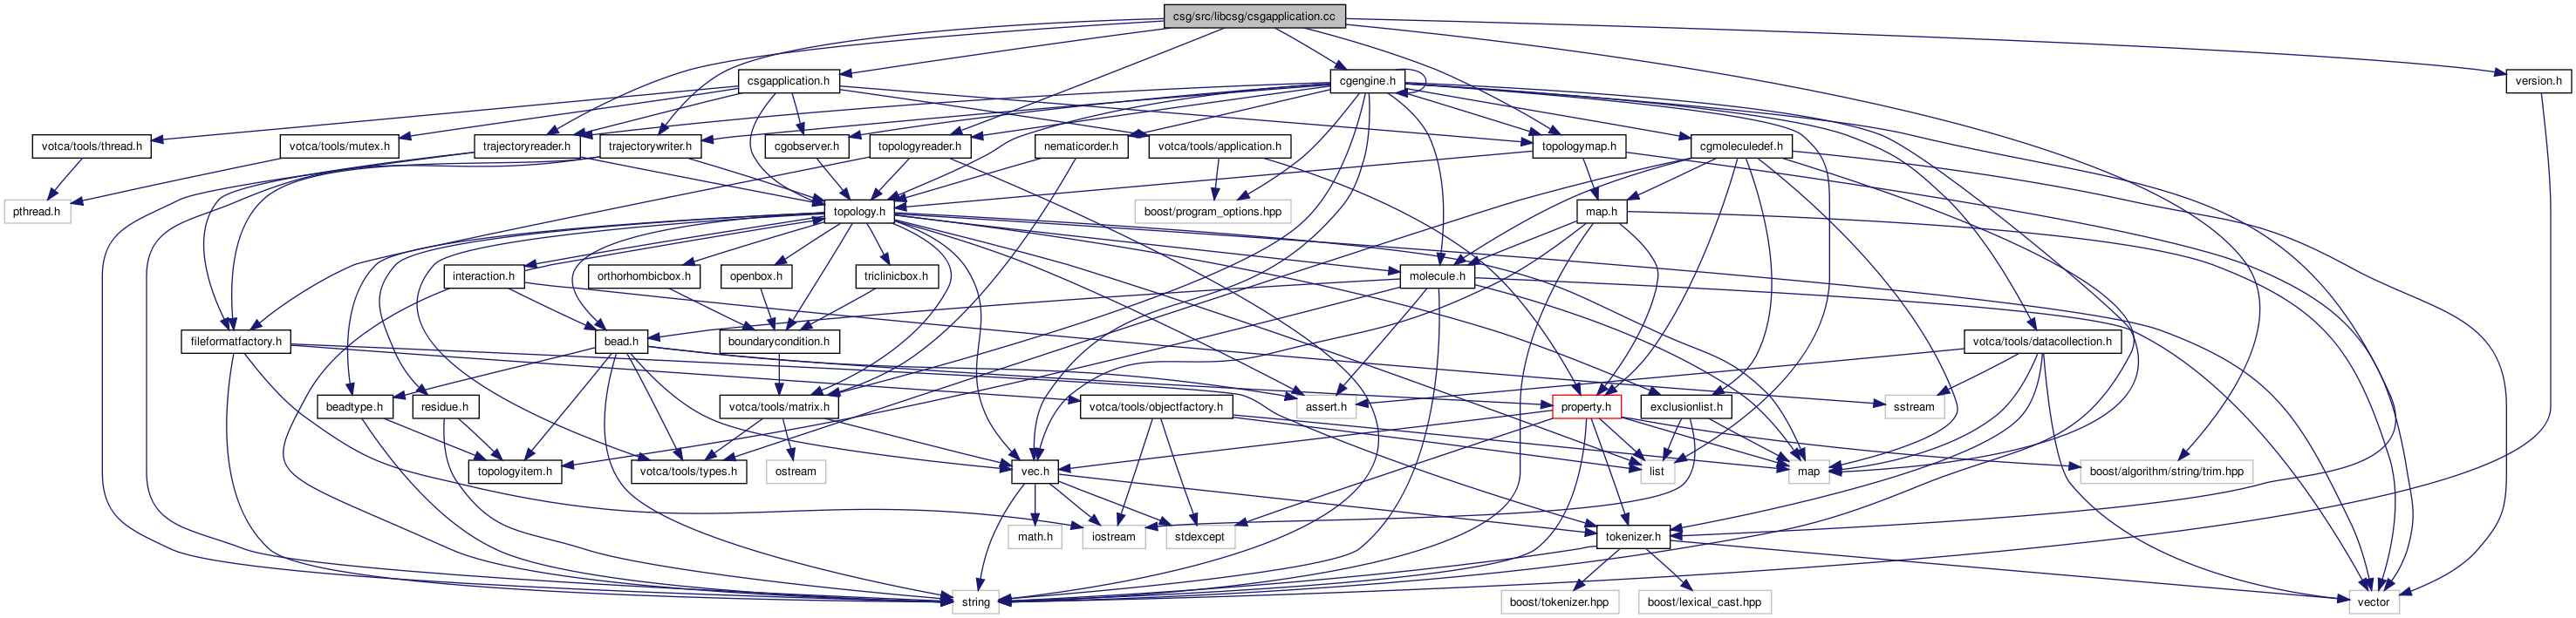 csg/src/libcsg/csgapplication.cc
csgapplication.h
cgengine.h
version.h
votca/tools/thread.h
votca/tools/mutex.h
trajectoryreader.h
trajectorywriter.h
cgobserver.h
topologyreader.h
nematicorder.h
votca/tools/application.h
topologymap.h
cgmoleculedef.h
pthread.h
topology.h
boost/program_options.hpp
map.h
interaction.h
orthorhombicbox.h
openbox.h
triclinicbox.h
molecule.h
fileformatfactory.h
bead.h
boundarycondition.h
votca/tools/datacollection.h
beadtype.h
residue.h
votca/tools/matrix.h
votca/tools/objectfactory.h
assert.h
property.h
exclusionlist.h
sstream
topologyitem.h
votca/tools/types.h
ostream
vec.h
list
map
boost/algorithm/string/trim.hpp
math.h
iostream
stdexcept
tokenizer.h
string
boost/tokenizer.hpp
boost/lexical_cast.hpp
vector